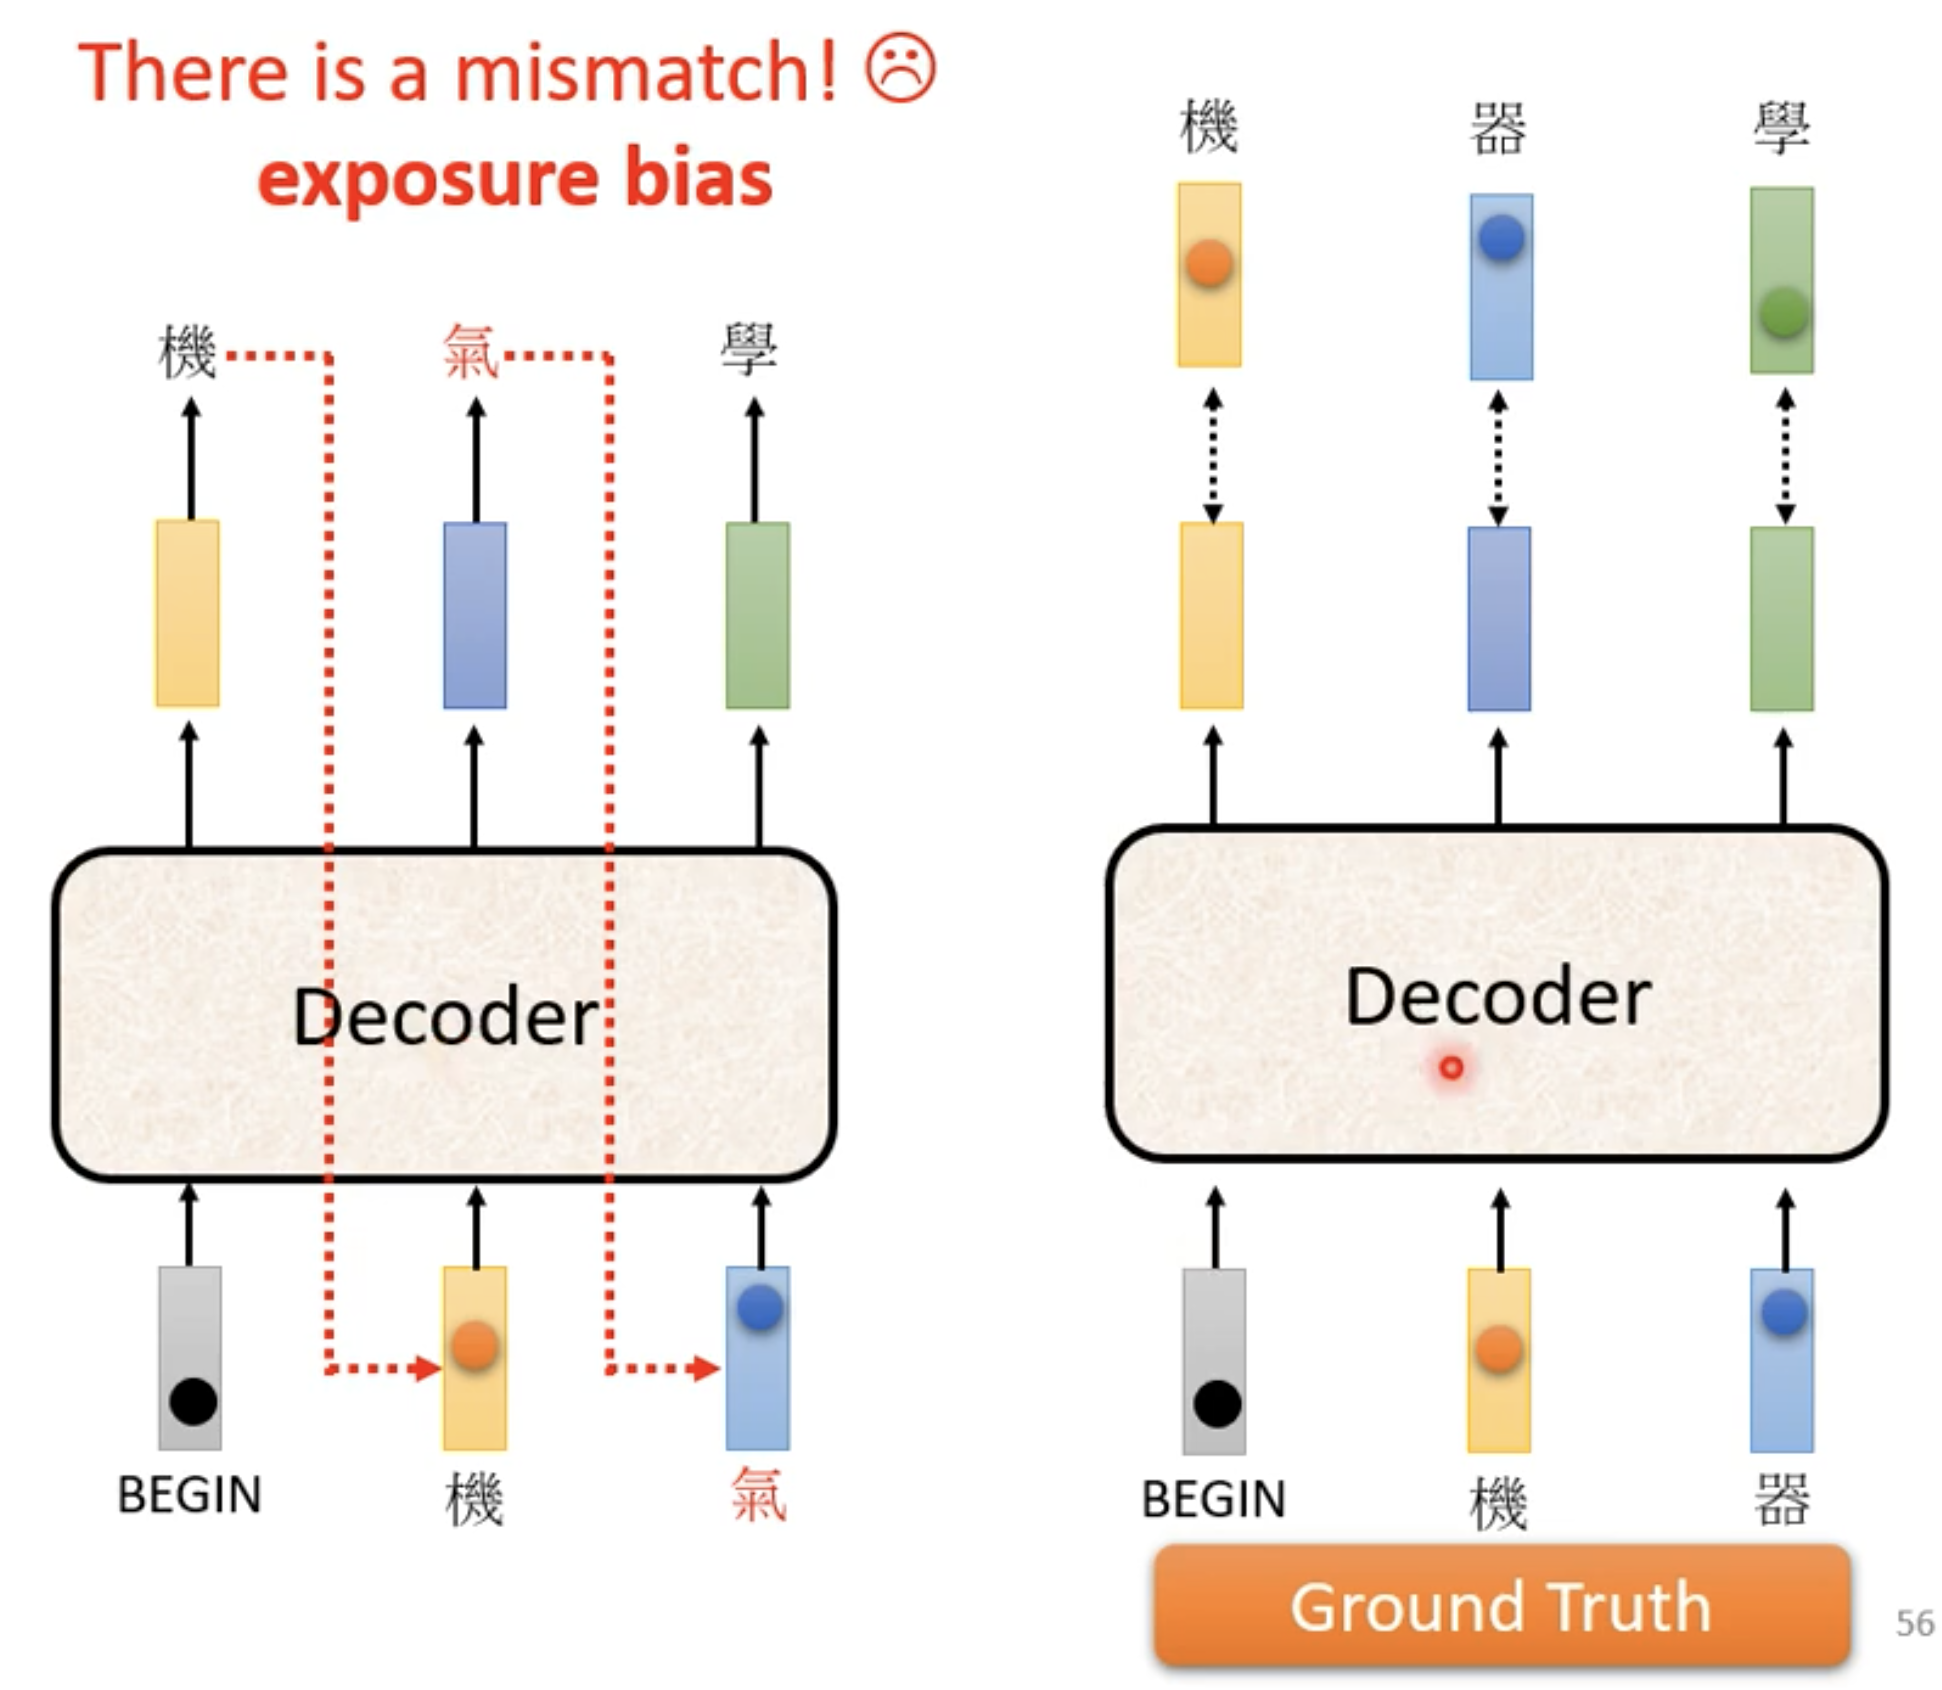 There is a mismatch! ☹
exposure bias
機 氣 學
Decoder
BEGIN 機 氣
機 器 學
Decoder
BEGIN 機 器
Ground Truth
56